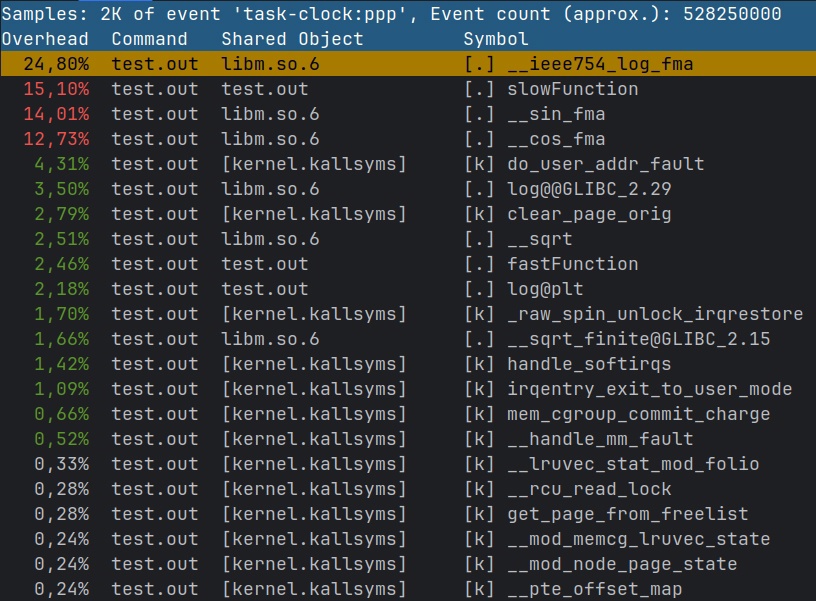 Samples: 2K of event 'task-clock:ppp', Event count (approx.): 528250000
Overhead  Command   Shared Object         Symbol
  24,80%  test.out  libm.so.6             [.] __ieee754_log_fma
  15,10%  test.out  test.out              [.] slowFunction
  14,01%  test.out  libm.so.6             [.] __sin_fma
  12,73%  test.out  libm.so.6             [.] __cos_fma
   4,31%  test.out  [kernel.kallsyms]     [k] do_user_addr_fault
   3,50%  test.out  libm.so.6             [.] log@@GLIBC_2.29
   2,79%  test.out  [kernel.kallsyms]     [k] clear_page_orig
   2,51%  test.out  libm.so.6             [.] __sqrt
   2,46%  test.out  test.out              [.] fastFunction
   2,18%  test.out  test.out              [.] log@plt
   1,70%  test.out  [kernel.kallsyms]     [k] _raw_spin_unlock_irqrestore
   1,66%  test.out  libm.so.6             [.] __sqrt_finite@GLIBC_2.15
   1,42%  test.out  [kernel.kallsyms]     [k] handle_softirqs
   1,09%  test.out  [kernel.kallsyms]     [k] irqentry_exit_to_user_mode
   0,66%  test.out  [kernel.kallsyms]     [k] mem_cgroup_commit_charge
   0,52%  test.out  [kernel.kallsyms]     [k] __handle_mm_fault
   0,33%  test.out  [kernel.kallsyms]     [k] __lruvec_stat_mod_folio
   0,28%  test.out  [kernel.kallsyms]     [k] __rcu_read_lock
   0,28%  test.out  [kernel.kallsyms]     [k] get_page_from_freelist
   0,24%  test.out  [kernel.kallsyms]     [k] __mod_memcg_lruvec_state
   0,24%  test.out  [kernel.kallsyms]     [k] __mod_node_page_state
   0,24%  test.out  [kernel.kallsyms]     [k] __pte_offset_map